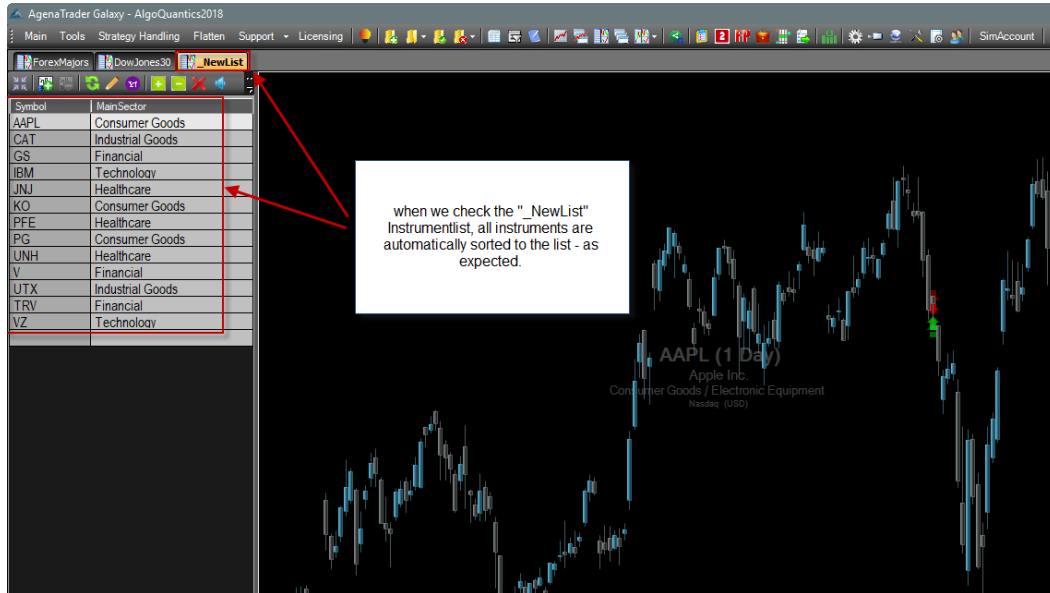 AgenaTrader Galaxy - AlgoQuantics2018
Main Tools Strategy Handling Flatten Support Licensing SimAccount
ForexMajors DowJones30 _NewList
Symbol MainSector
AAPL Consumer Goods
CAT Industrial Goods
GS Financial
IBM Technology
JNJ Healthcare
KO Consumer Goods
PFE Healthcare
PG Consumer Goods
UNH Healthcare
V Financial
UTX Industrial Goods
TRV Financial
VZ Technology
when we check the "_NewList"
Instrumentlist, all instruments are
automatically sorted to the list - as
expected.
AAPL (1 Day)
Apple Inc.
Consumer Goods / Electronic Equipment
Nasdaq (USD)